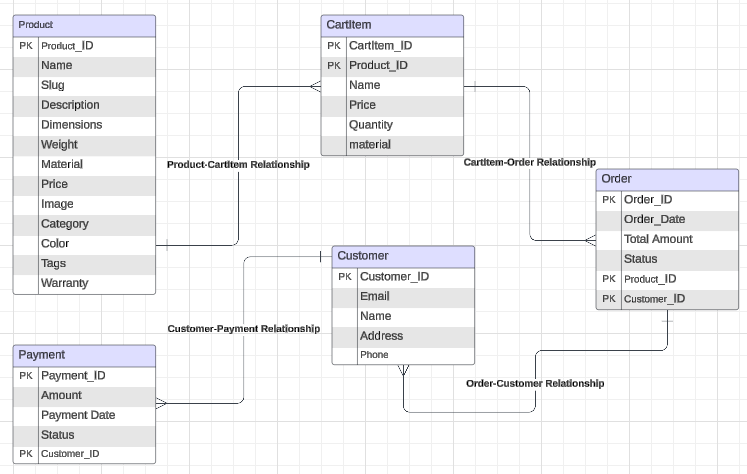 Product
PK Product_ID
Name
Slug
Description
Dimensions
Weight
Material
Price
Image
Category
Color
Tags
Warranty
CartItem
PK CartItem_ID
PK Product_ID
Name
Price
Quantity
material
Product-CartItem Relationship
CartItem-Order Relationship
Order
PK Order_ID
Order_Date
Total Amount
Status
PK Product_ID
PK Customer_ID
Customer
PK Customer_ID
Email
Name
Address
Phone
Customer-Payment Relationship
Order-Customer Relationship
Payment
PK Payment_ID
Amount
Payment Date
Status
PK Customer_ID